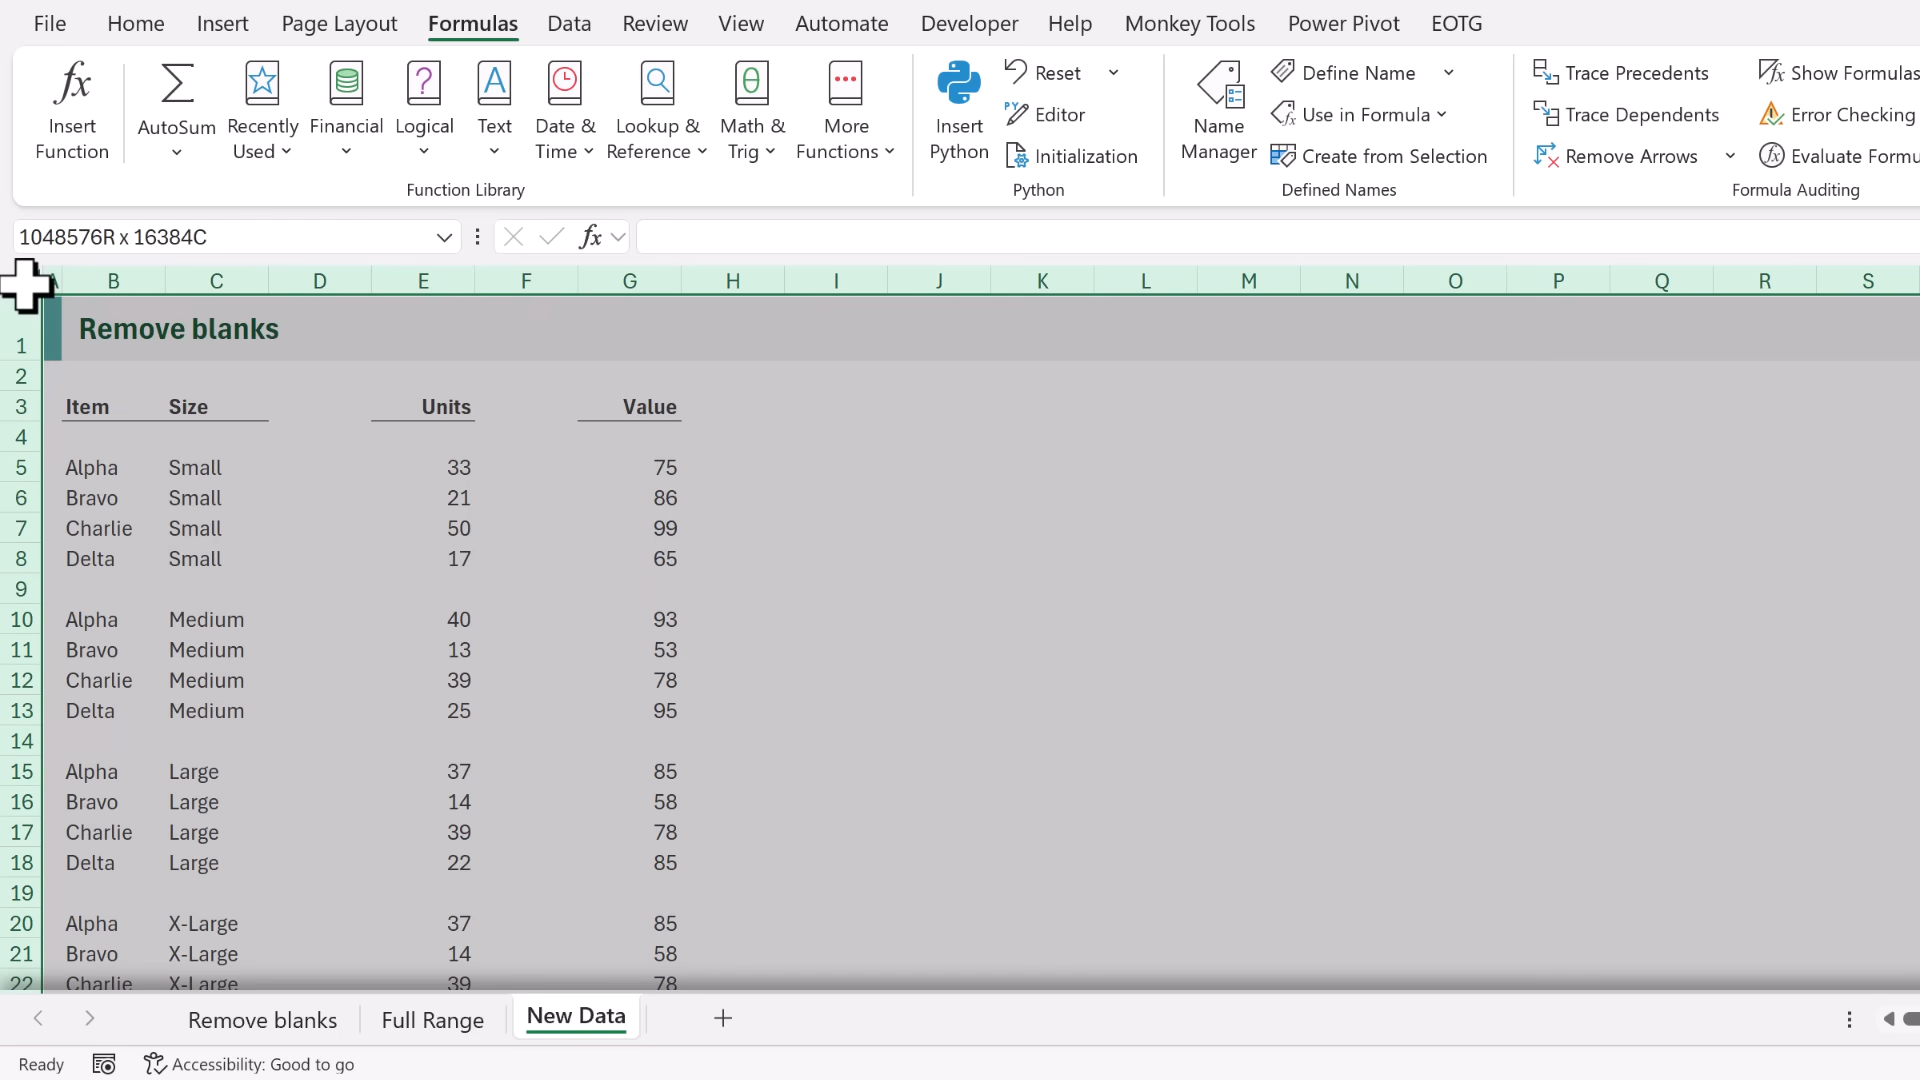 File Home Insert Page Layout Formulas Data Review View Automate Developer Help Monkey Tools Power Pivot EOTG
fx Insert Function
AutoSum
Recently Used
Financial
Logical
Text
Date & Time
Lookup & Reference
Math & Trig
More Functions
Function Library
Insert Python
Reset
Editor
Initialization
Python
Name Manager
Define Name
Use in Formula
Create from Selection
Defined Names
Trace Precedents
Trace Dependents
Remove Arrows
Show Formulas
Error Checking
Evaluate Formu
Formula Auditing
1048576R x 16384C fx
A B C D E F G H I J K L M N O P Q R S
1 Remove blanks
2
3 Item Size Units Value
4
5 Alpha Small 33 75
6 Bravo Small 21 86
7 Charlie Small 50 99
8 Delta Small 17 65
9
10 Alpha Medium 40 93
11 Bravo Medium 13 53
12 Charlie Medium 39 78
13 Delta Medium 25 95
14
15 Alpha Large 37 85
16 Bravo Large 14 58
17 Charlie Large 39 78
18 Delta Large 22 85
19
20 Alpha X-Large 37 85
21 Bravo X-Large 14 58
22 Charlie X-Large 39 78
Remove blanks Full Range New Data
Ready Accessibility: Good to go